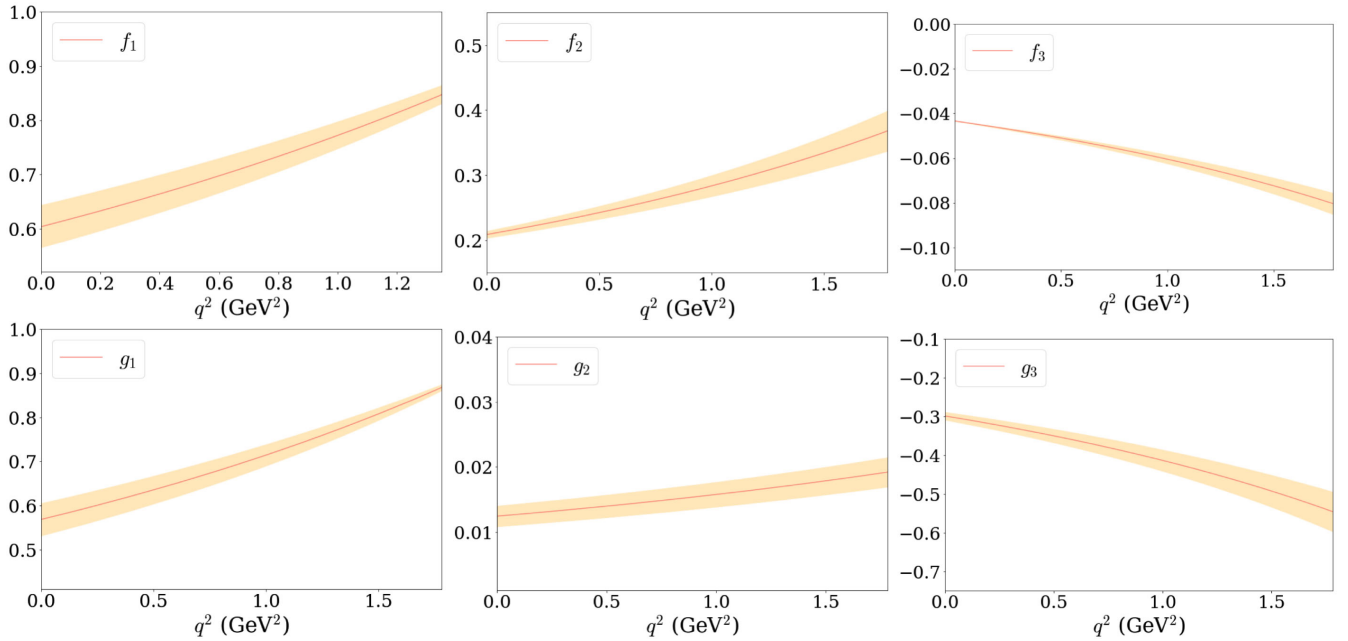 f₁
1.0
0.9
0.8
0.7
0.6
0.0 0.2 0.4 0.6 0.8 1.0 1.2
q² (GeV²)
f₂
0.5
0.4
0.3
0.2
0.0 0.5 1.0 1.5
q² (GeV²)
f₃
0.00
−0.02
−0.04
−0.06
−0.08
−0.10
0.0 0.5 1.0 1.5
q² (GeV²)
g₁
1.0
0.9
0.8
0.7
0.6
0.5
0.0 0.5 1.0 1.5
q² (GeV²)
g₂
0.04
0.03
0.02
0.01
0.0 0.5 1.0 1.5
q² (GeV²)
g₃
−0.1
−0.2
−0.3
−0.4
−0.5
−0.6
−0.7
0.0 0.5 1.0 1.5
q² (GeV²)